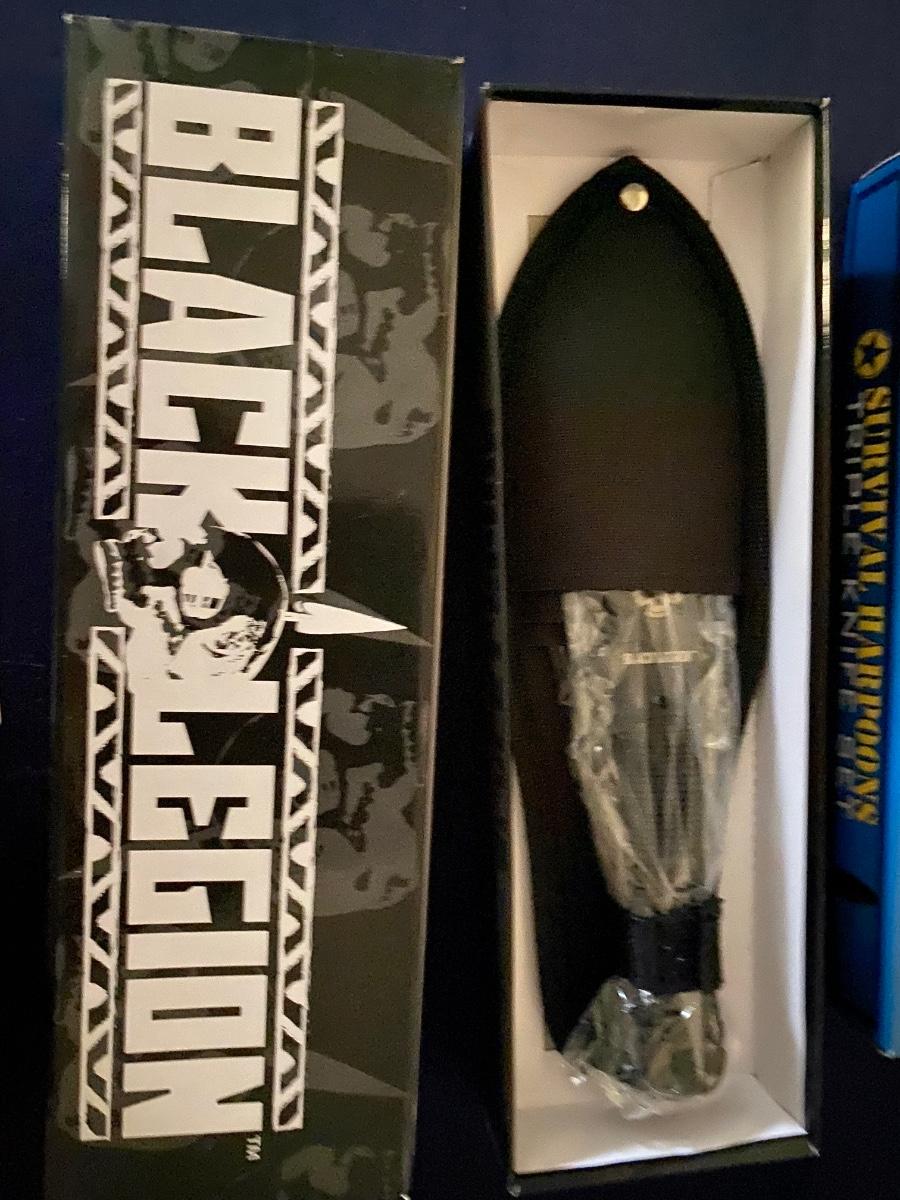 BLACK LEGION
TM
SURVIVAL HARPOONS
TRIPLE KNIFE SET